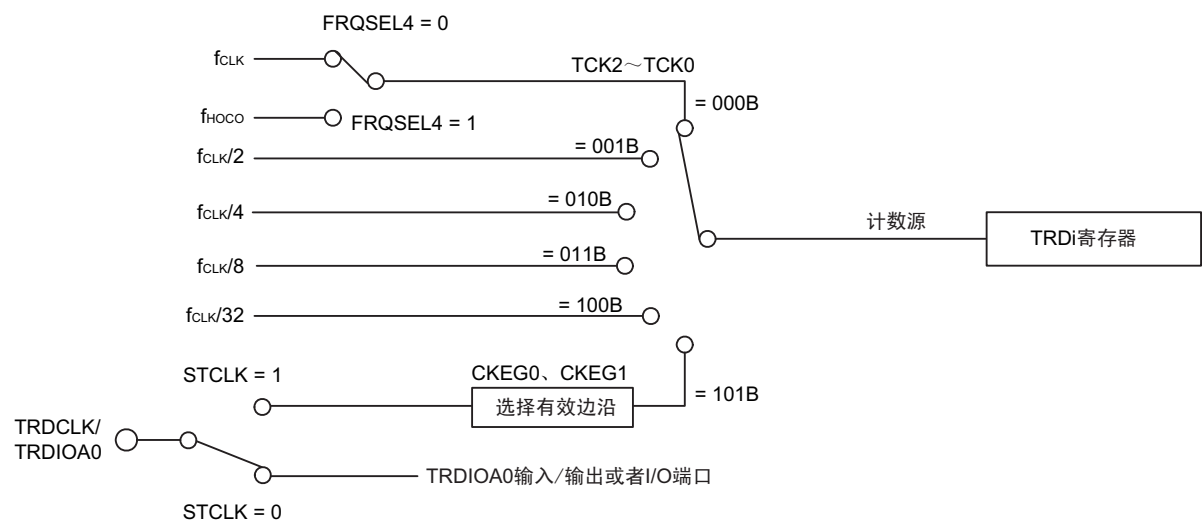 FRQSEL4 = 0
fCLK
TCK2～TCK0
= 000B
fHOCO
FRQSEL4 = 1
fCLK/2
= 001B
fCLK/4
= 010B
计数源
TRDi寄存器
fCLK/8
= 011B
fCLK/32
= 100B
STCLK = 1
CKEG0、CKEG1
选择有效边沿
= 101B
TRDCLK/
TRDIOA0
TRDIOA0输入/输出或者I/O端口
STCLK = 0